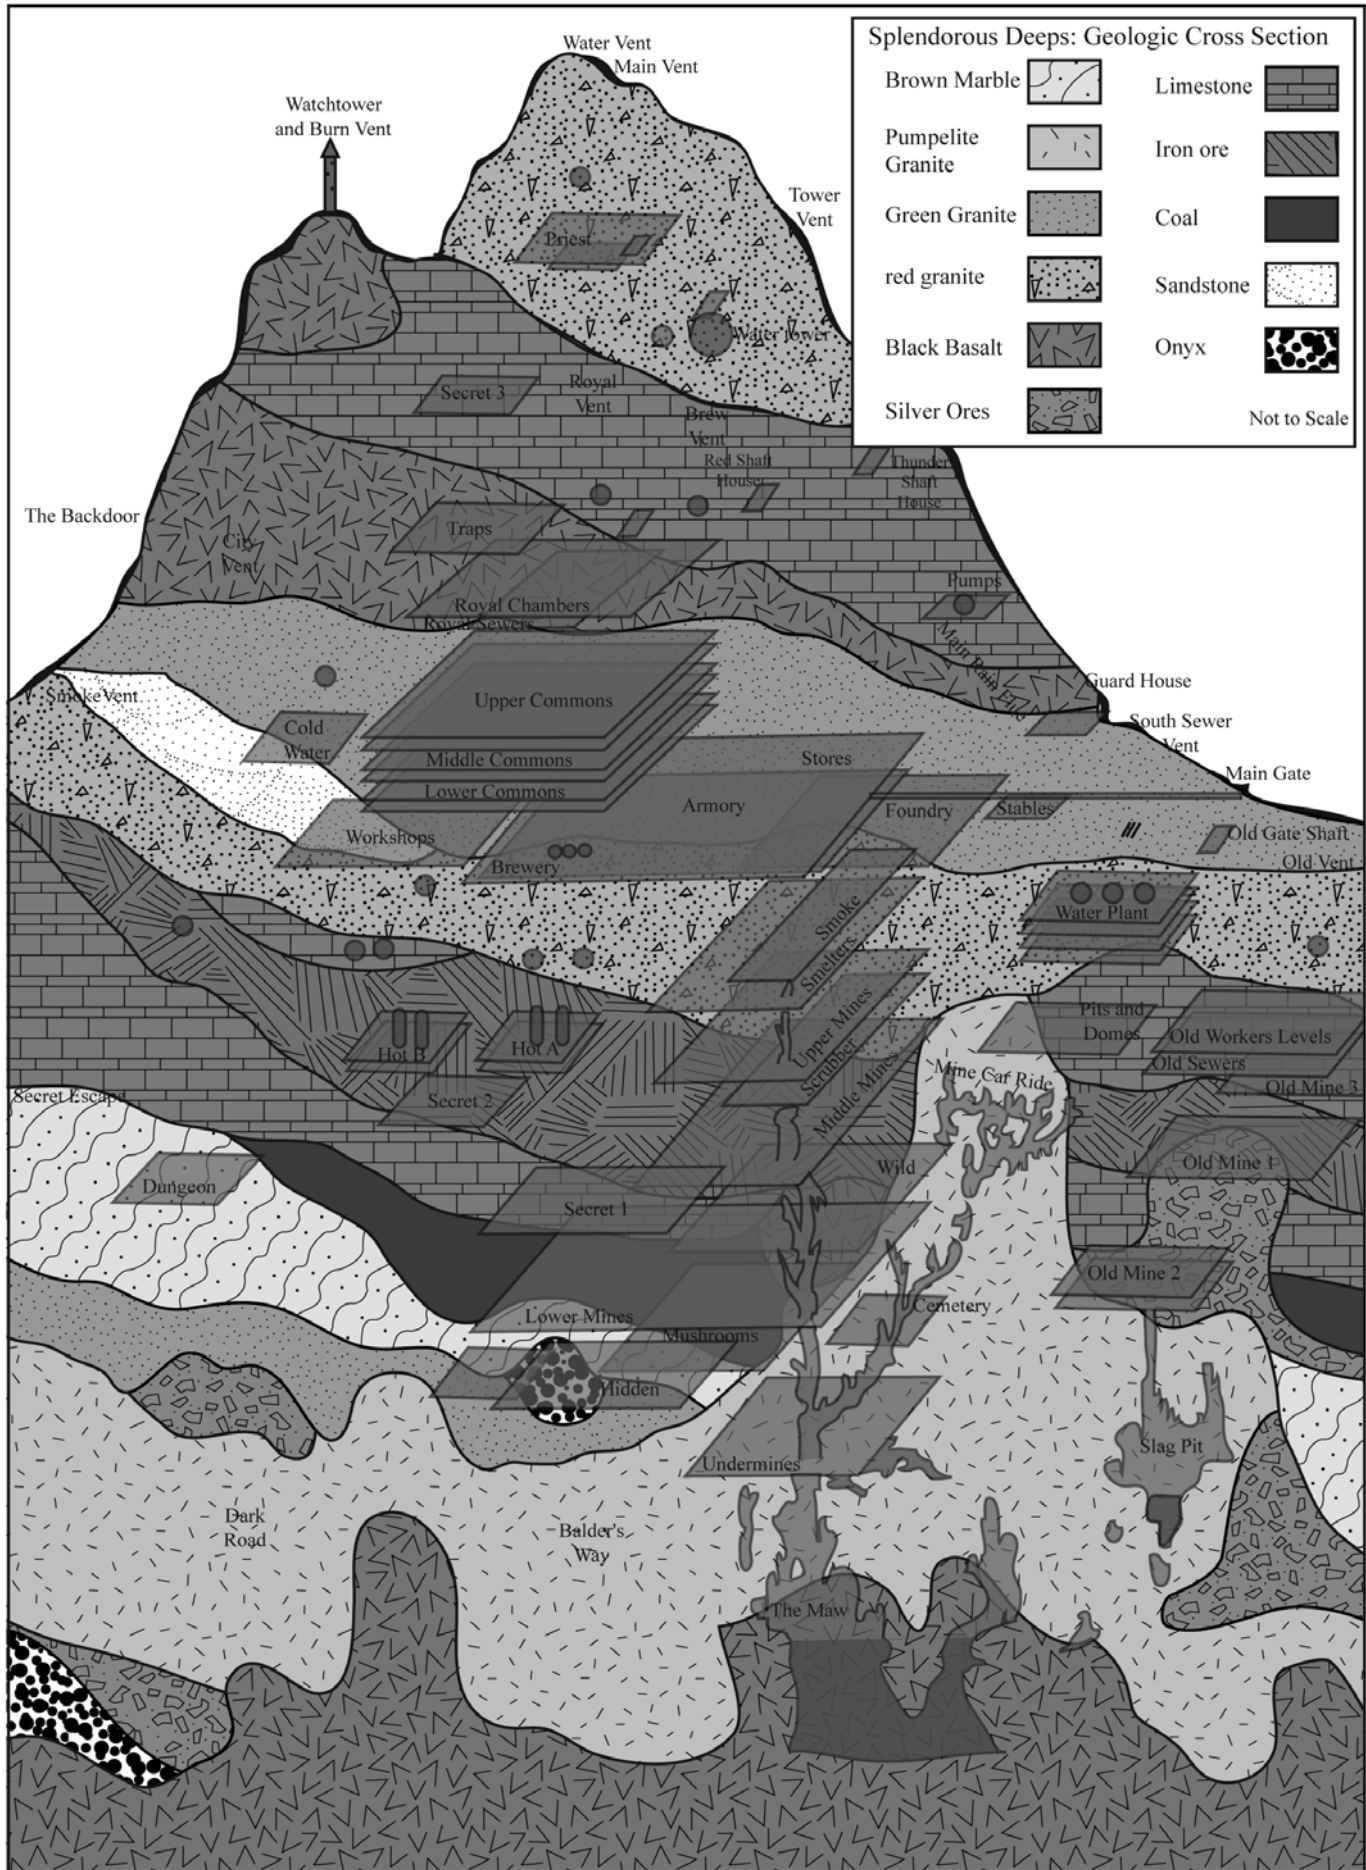 Splendorous Deeps: Geologic Cross Section
Brown Marble
Pumpelite
Granite
Green Granite
red granite
Black Basalt
Silver Ores
Limestone
Iron ore
Coal
Sandstone
Onyx
Not to Scale
Water Vent
Main Vent
Watchtower
and Burn Vent
Tower
Vent
Priest
Water tower
Secret 3
Royal
Vent
Brew
Vent
Red Shaft
House
Thunder
Shaft
House
The Backdoor
City
Vent
Traps
Pumps
Royal Chambers
Royal Sewers
Main Rain Flue
Guard House
South Sewer
Vent
Smoke Vent
Upper Commons
Cold
Water
Middle Commons
Stores
Main Gate
Lower Commons
Armory
Foundry
Stables
Workshops
Old Gate Shaft
Brewery
Old Vent
Smoke
Water Plant
Smelters
Upper Mines
Pits and
Domes
Old Workers Levels
Hot B
Hot A
Scrubber
Old Sewers
Middle Mines
Mine Car Ride
Old Mine 3
Secret Escape
Secret 2
Dungeon
Wild
Old Mine 1
Secret 1
Old Mine 2
Lower Mines
Cemetery
Mushrooms
Hidden
Undermines
Slag Pit
Dark
Road
Balder's
Way
The Maw